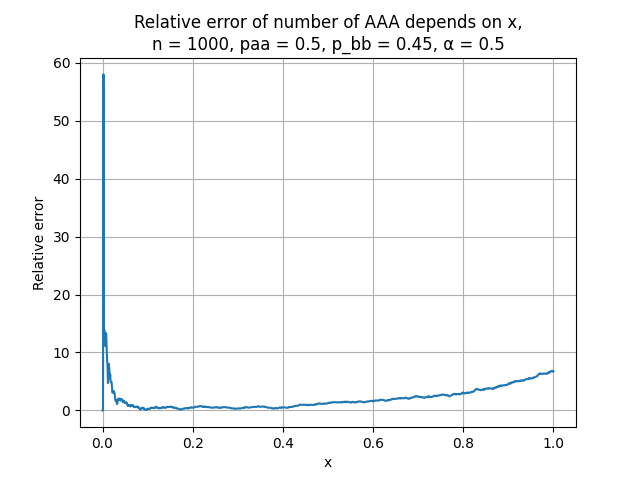 Relative error of number of AAA depends on x,
n = 1000, paa = 0.5, p_bb = 0.45, α = 0.5
60
50
40
30
20
10
0
Relative error
0.0 0.2 0.4 0.6 0.8 1.0
x